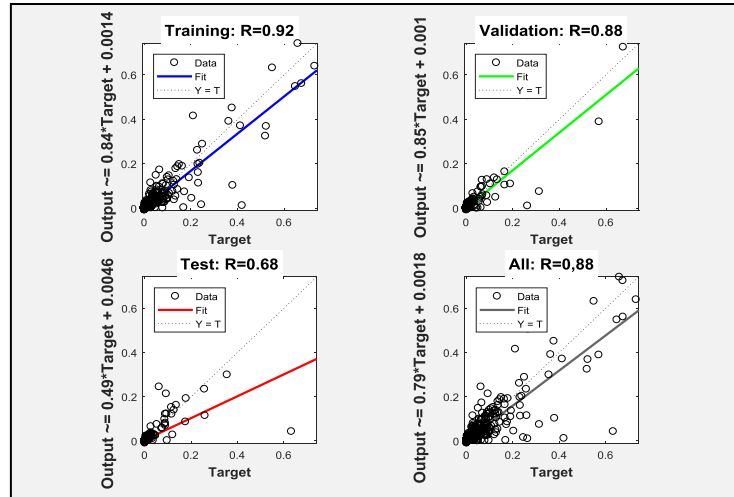 Training: R=0.92
Output ~= 0.84*Target + 0.0014
0.6
0.4
0.2
0
Data
Fit
Y = T
0 0.2 0.4 0.6
Target
Validation: R=0.88
Output ~= 0.85*Target + 0.001
0.6
0.4
0.2
0
Data
Fit
Y = T
0 0.2 0.4 0.6
Target
Test: R=0.68
Output ~= 0.49*Target + 0.0046
0.6
0.4
0.2
0
Data
Fit
Y = T
0 0.2 0.4 0.6
Target
All: R=0,88
Output ~= 0.79*Target + 0.0018
0.6
0.4
0.2
0
Data
Fit
Y = T
0 0.2 0.4 0.6
Target